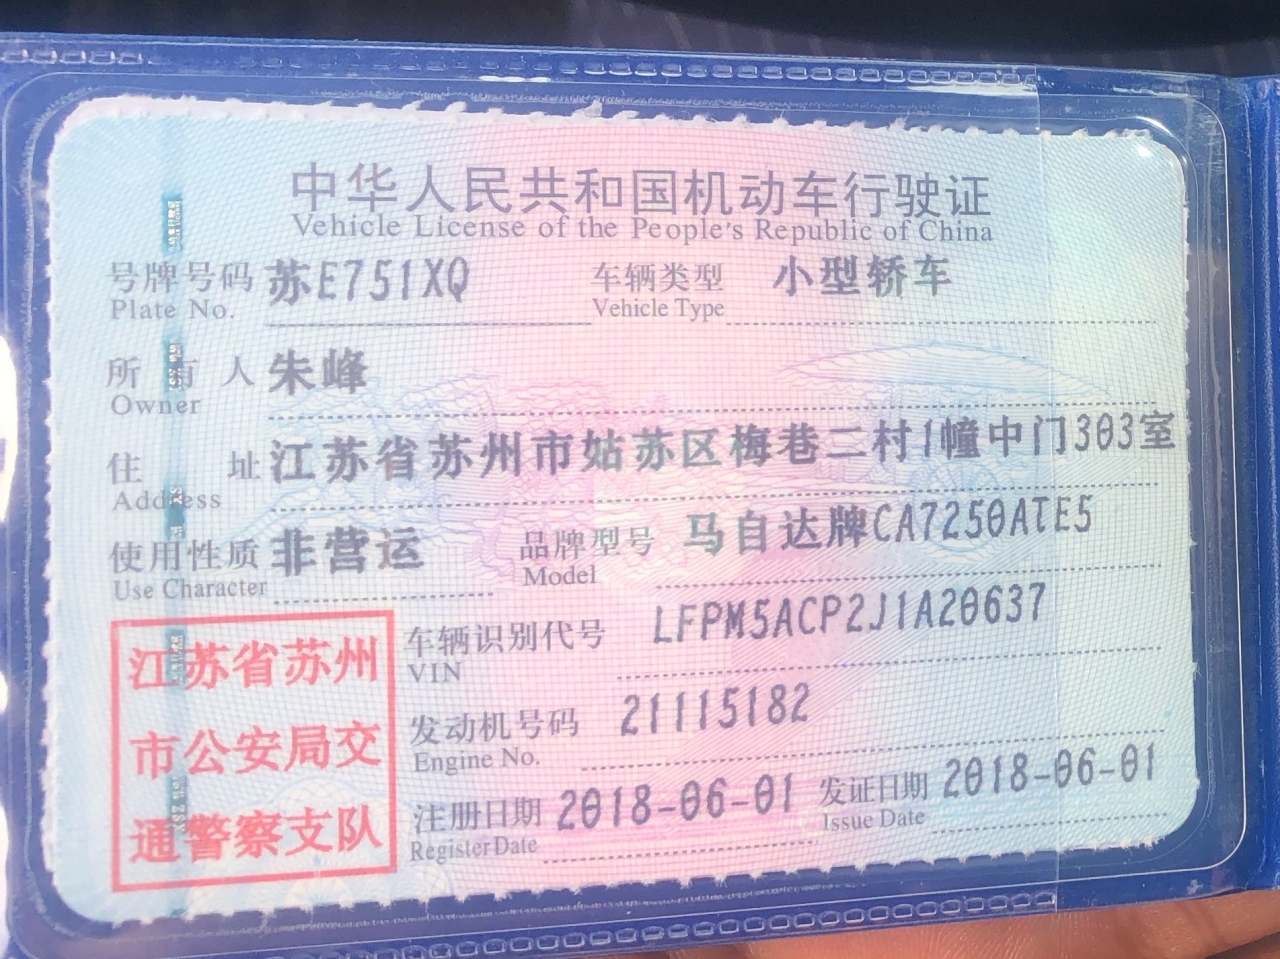 中华人民共和国机动车行驶证
Vehicle License of the People's Republic of China
号牌号码 苏E751XQ 车辆类型 小型轿车
Plate No. Vehicle Type
所有人 朱峰
Owner
住址 江苏省苏州市姑苏区梅巷二村1幢中门303室
Address
使用性质 非营运 品牌型号 马自达牌CA7250ATE5
Use Character Model
江苏省苏州
市公安局交
通警察支队
车辆识别代号 LFPM5ACP2J1A20637
VIN
发动机号码 21115182
Engine No.
注册日期 2018-06-01 发证日期 2018-06-01
Register Date Issue Date